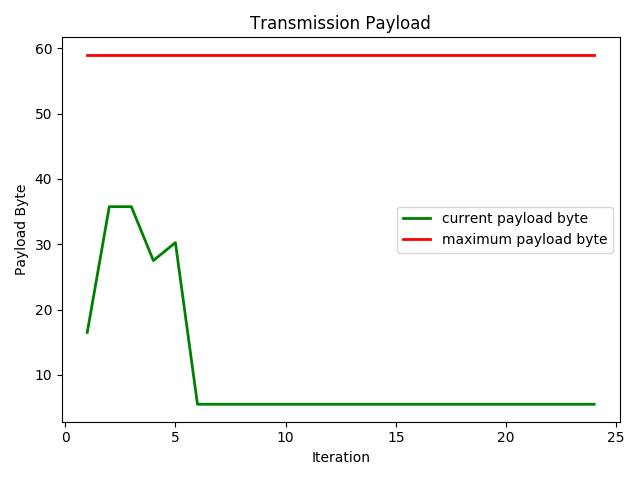 Transmission Payload
Payload Byte
60
50
40
30
20
10
current payload byte
maximum payload byte
0
5
10
15
20
25
Iteration